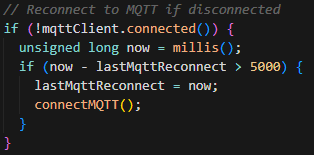 // Reconnect to MQTT if disconnected
if (!mqttClient.connected()) {
  unsigned long now = millis();
  if (now - lastMqttReconnect > 5000) {
    lastMqttReconnect = now;
    connectMQTT();
  }
}